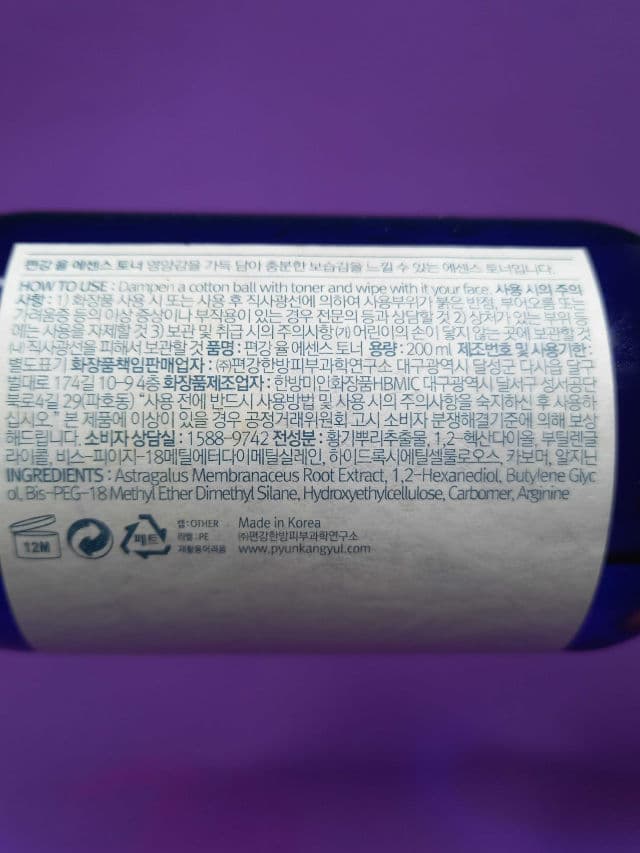 편강 율 에센스 토너 영양감을 가득 담아 충분한 보습감을 느낄 수 있는 에센스 토너입니다.
HOW TO USE : Dampen a cotton ball with toner and wipe with it your face. 사용 시의 주의
사항 : 1) 화장품 사용 시 또는 사용 후 직사광선에 의하여 사용부위가 붉은 반점, 부어오름 또는
가려움증 등의 이상 증상이나 부작용이 있는 경우 전문의 등과 상담할 것 2) 상처가 있는 부위 등
에는 사용을 자제할 것 3) 보관 및 취급 시의 주의사항 (가) 어린이의 손이 닿지 않는 곳에 보관할 것
나) 직사광선을 피해서 보관할 것 품명 : 편강 율 에센스 토너 용량 : 200 ml 제조번호 및 사용기한 :
별도표기 화장품책임판매업자 : ㈜편강한방피부과학연구소 대구광역시 달성군 다사읍 달구
벌대로 174길 10-9 4층 화장품제조업자 : 한방미인화장품HBMIC 대구광역시 달서구 성서공단
북로4길 29(파호동) "사용 전에 반드시 사용방법 및 사용 시의 주의사항을 숙지하신 후 사용하
십시오." 본 제품에 이상이 있을 경우 공정거래위원회 고시 소비자 분쟁해결기준에 의해 보상
해드립니다. 소비자 상담실 : 1588-9742 전성분 : 황기뿌리추출물, 1,2-헥산다이올, 부틸렌글
라이콜, 비스-피이지-18메틸에터다이메틸실레인, 하이드록시에틸셀룰로오스, 카보머, 알지닌
INGREDIENTS : Astragalus Membranaceus Root Extract, 1,2-Hexanediol, Butylene Glyc
ol, Bis-PEG-18 Methyl Ether Dimethyl Silane, Hydroxyethylcellulose, Carbomer, Arginine
12M
페트
캡 : OTHER
라벨 : PE
재활용어려움
Made in Korea
㈜편강한방피부과학연구소
www.pyunkangyul.com